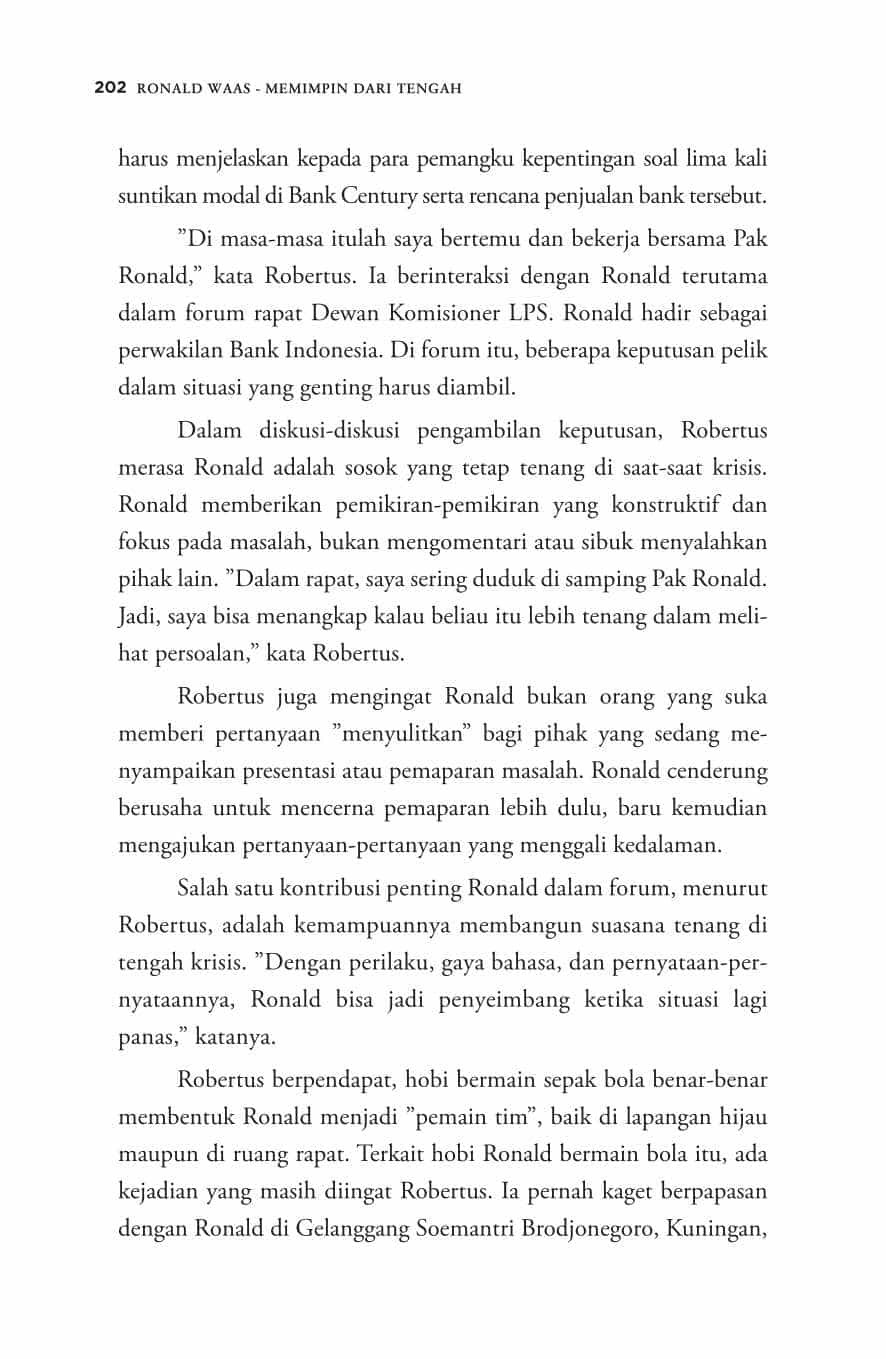 202 RONALD WAAS - MEMIMPIN DARI TENGAH
harus menjelaskan kepada para pemangku kepentingan soal lima kali
suntikan modal di Bank Century serta rencana penjualan bank tersebut.
”Di masa-masa itulah saya bertemu dan bekerja bersama Pak
Ronald,” kata Robertus. Ia berinteraksi dengan Ronald terutama
dalam forum rapat Dewan Komisioner LPS. Ronald hadir sebagai
perwakilan Bank Indonesia. Di forum itu, beberapa keputusan pelik
dalam situasi yang genting harus diambil.
Dalam diskusi-diskusi pengambilan keputusan, Robertus
merasa Ronald adalah sosok yang tetap tenang di saat-saat krisis.
Ronald memberikan pemikiran-pemikiran yang konstruktif dan
fokus pada masalah, bukan mengomentari atau sibuk menyalahkan
pihak lain. ”Dalam rapat, saya sering duduk di samping Pak Ronald.
Jadi, saya bisa menangkap kalau beliau itu lebih tenang dalam meli-
hat persoalan,” kata Robertus.
Robertus juga mengingat Ronald bukan orang yang suka
memberi pertanyaan ”menyulitkan” bagi pihak yang sedang me-
nyampaikan presentasi atau pemaparan masalah. Ronald cenderung
berusaha untuk mencerna pemaparan lebih dulu, baru kemudian
mengajukan pertanyaan-pertanyaan yang menggali kedalaman.
Salah satu kontribusi penting Ronald dalam forum, menurut
Robertus, adalah kemampuannya membangun suasana tenang di
tengah krisis. ”Dengan perilaku, gaya bahasa, dan pernyataan-per-
nyataannya, Ronald bisa jadi penyeimbang ketika situasi lagi
panas,” katanya.
Robertus berpendapat, hobi bermain sepak bola benar-benar
membentuk Ronald menjadi ”pemain tim”, baik di lapangan hijau
maupun di ruang rapat. Terkait hobi Ronald bermain bola itu, ada
kejadian yang masih diingat Robertus. Ia pernah kaget berpapasan
dengan Ronald di Gelanggang Soemantri Brodjonegoro, Kuningan,